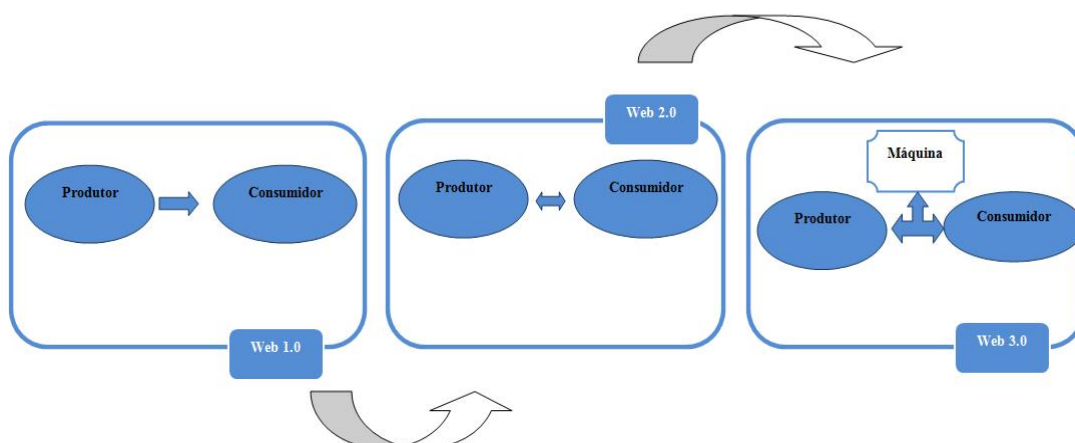 Produtor
Consumidor
Web 1.0
Web 2.0
Produtor
Consumidor
Máquina
Produtor
Consumidor
Web 3.0